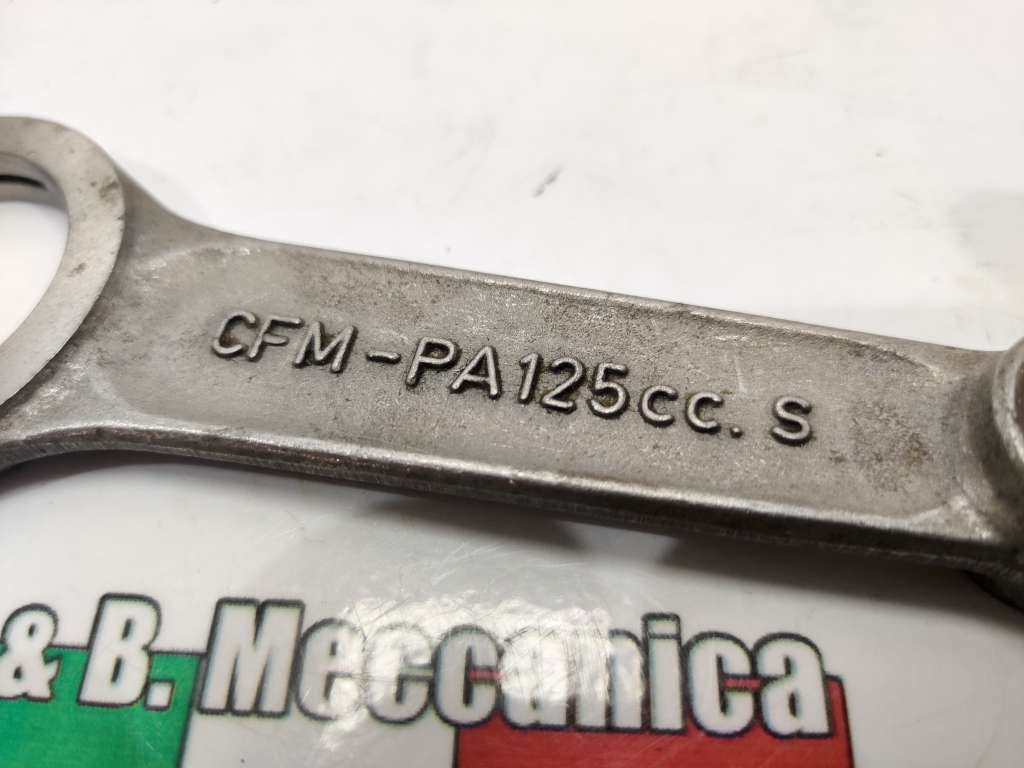 CFM-PA125cc. S
& B. Meccanica